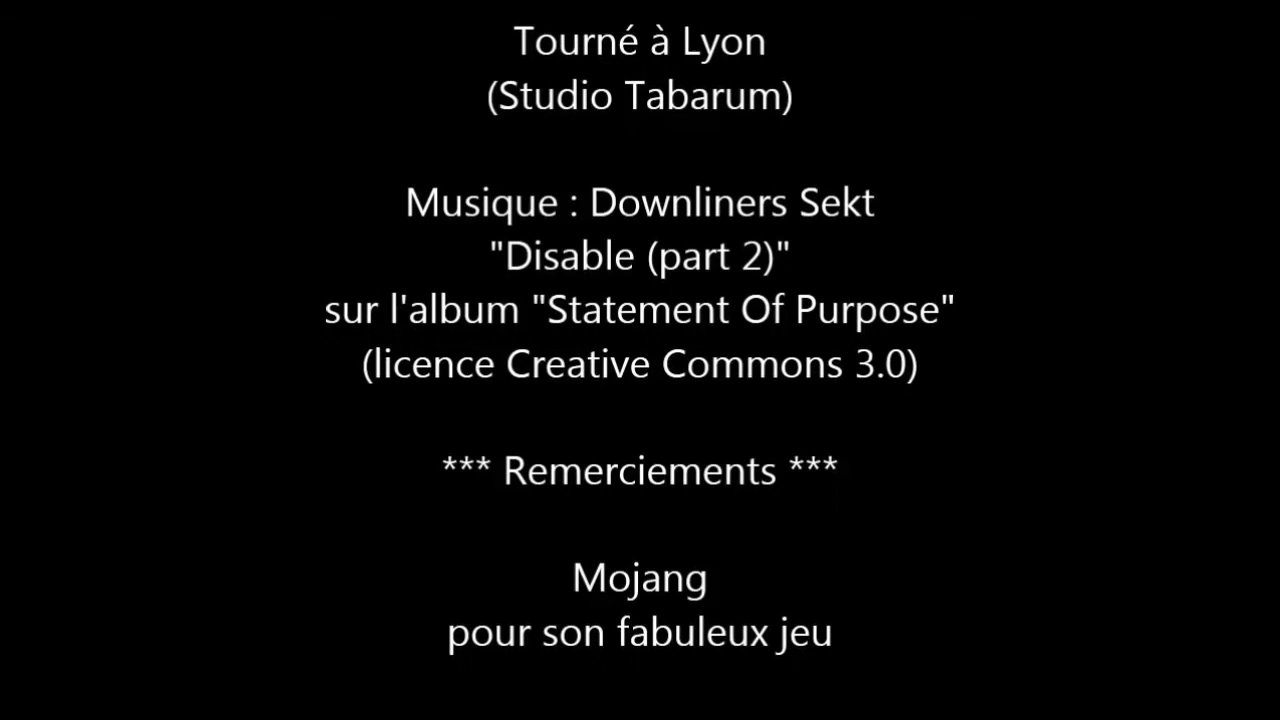 Tourné à Lyon
(Studio Tabarum)
Musique : Downliners Sekt
"Disable (part 2)"
sur l'album "Statement Of Purpose"
(licence Creative Commons 3.0)
*** Remerciements ***
Mojang
pour son fabuleux jeu